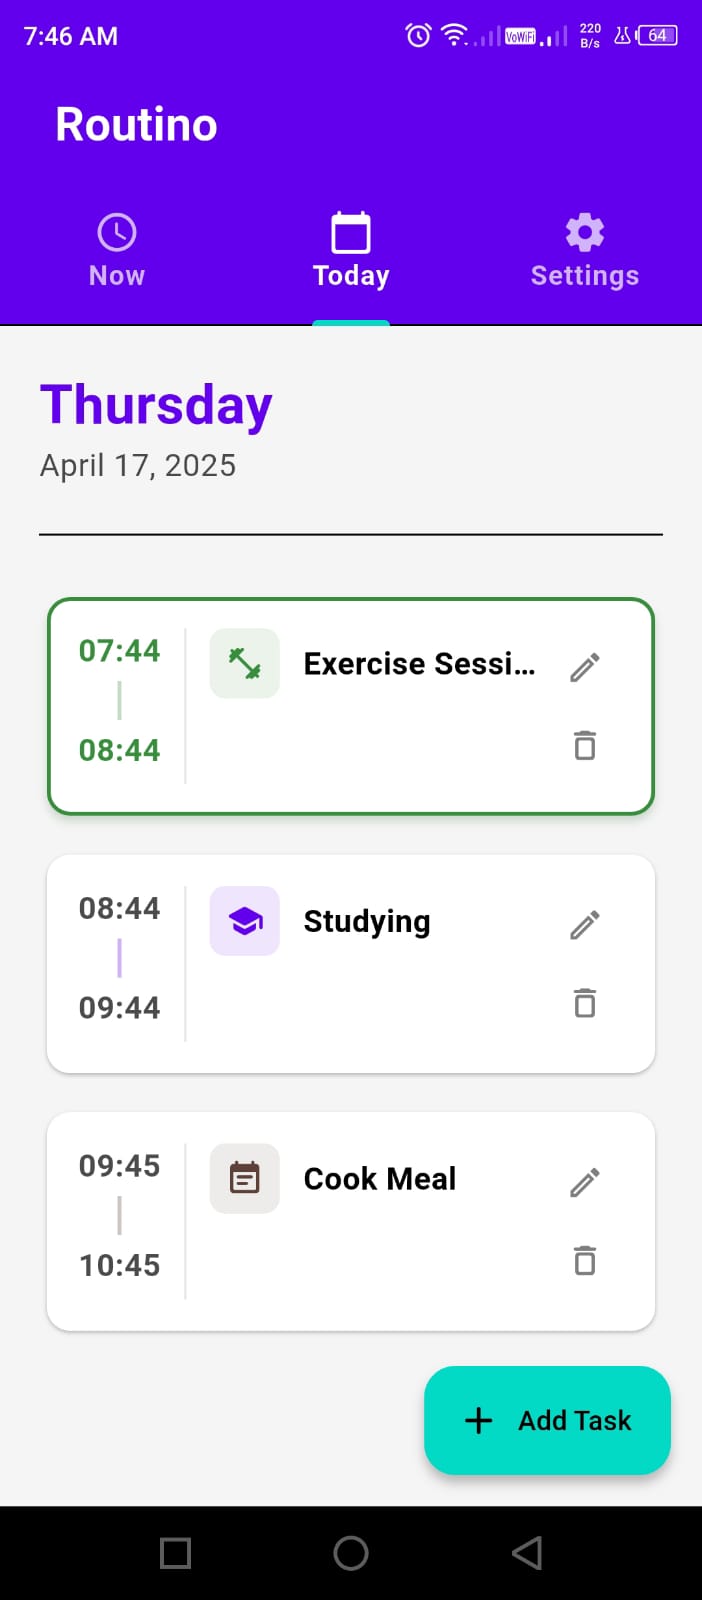 7:46 AM
VoWiFi
220
B/s
64
Routino
Now
Today
Settings
Thursday
April 17, 2025
07:44
Exercise Sessi...
08:44
08:44
Studying
09:44
09:45
Cook Meal
10:45
+ Add Task